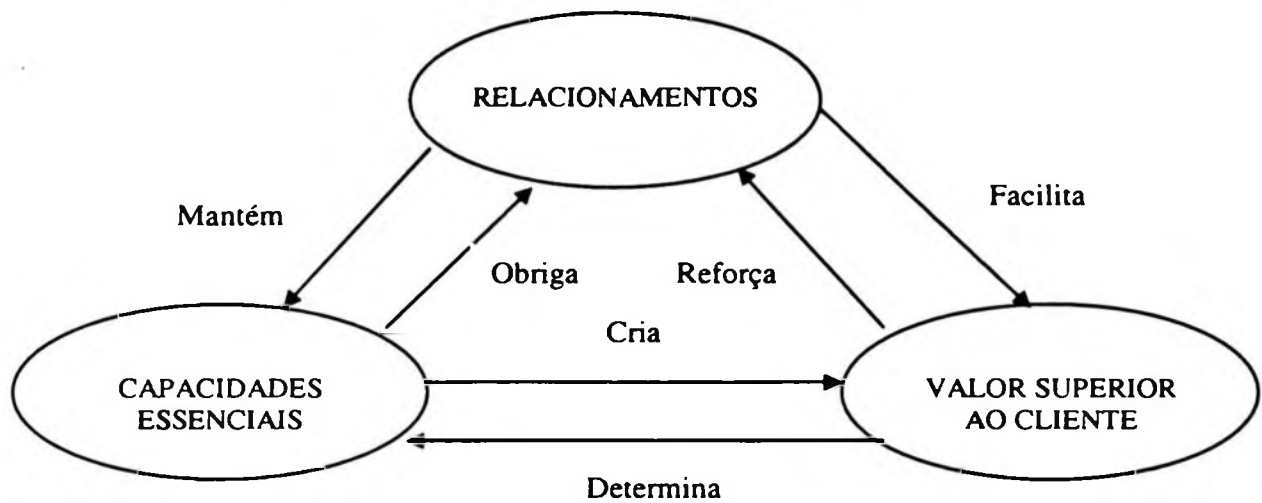 RELACIONAMENTOS
Mantém
Facilita
Obriga
Reforça
Cria
CAPACIDADES
ESSENCIAIS
VALOR SUPERIOR
AO CLIENTE
Determina